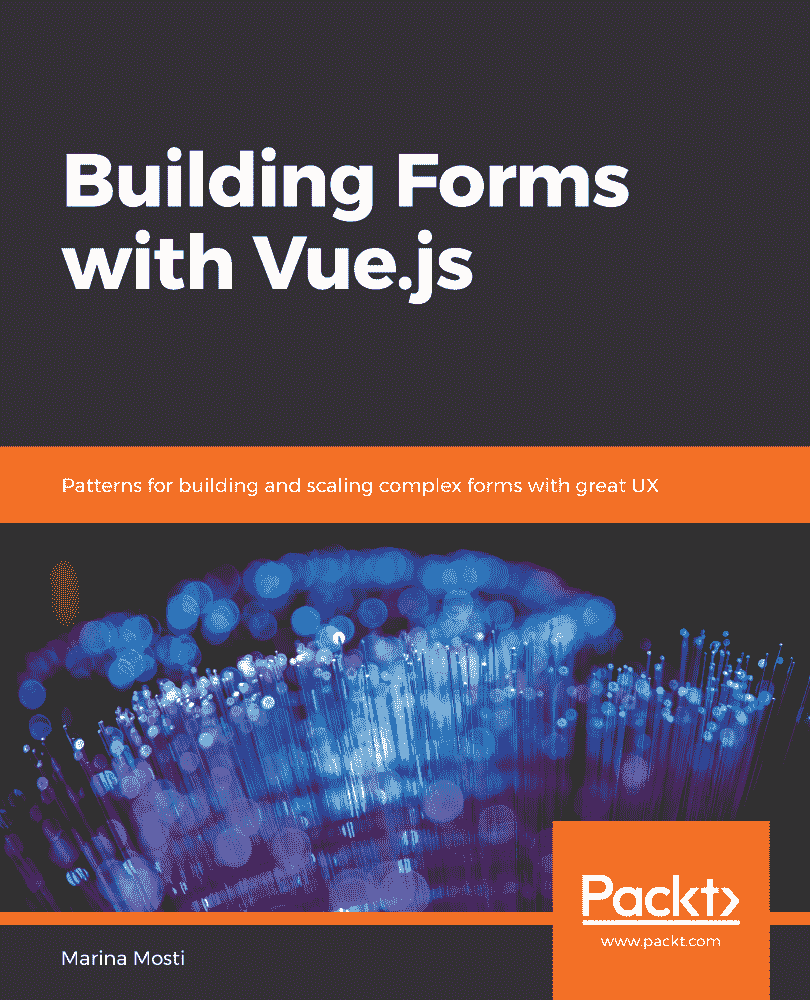 Building Forms
with Vue.js
Patterns for building and scaling complex forms with great UX
Packt>
www.packt.com
Marina Mosti